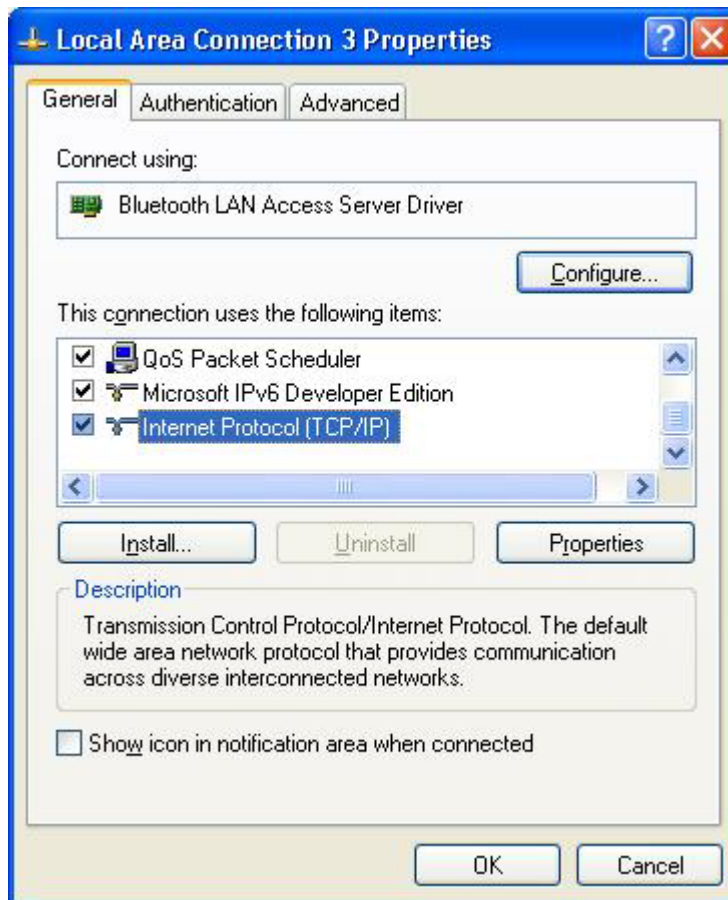 Local Area Connection 3 Properties
General
Authentication
Advanced
Connect using:
Bluetooth LAN Access Server Driver
Configure...
This connection uses the following items:
QoS Packet Scheduler
Microsoft IPv6 Developer Edition
Internet Protocol (TCP/IP)
Install...
Uninstall
Properties
Description
Transmission Control Protocol/Internet Protocol. The default
wide area network protocol that provides communication
across diverse interconnected networks.
Show icon in notification area when connected
OK
Cancel